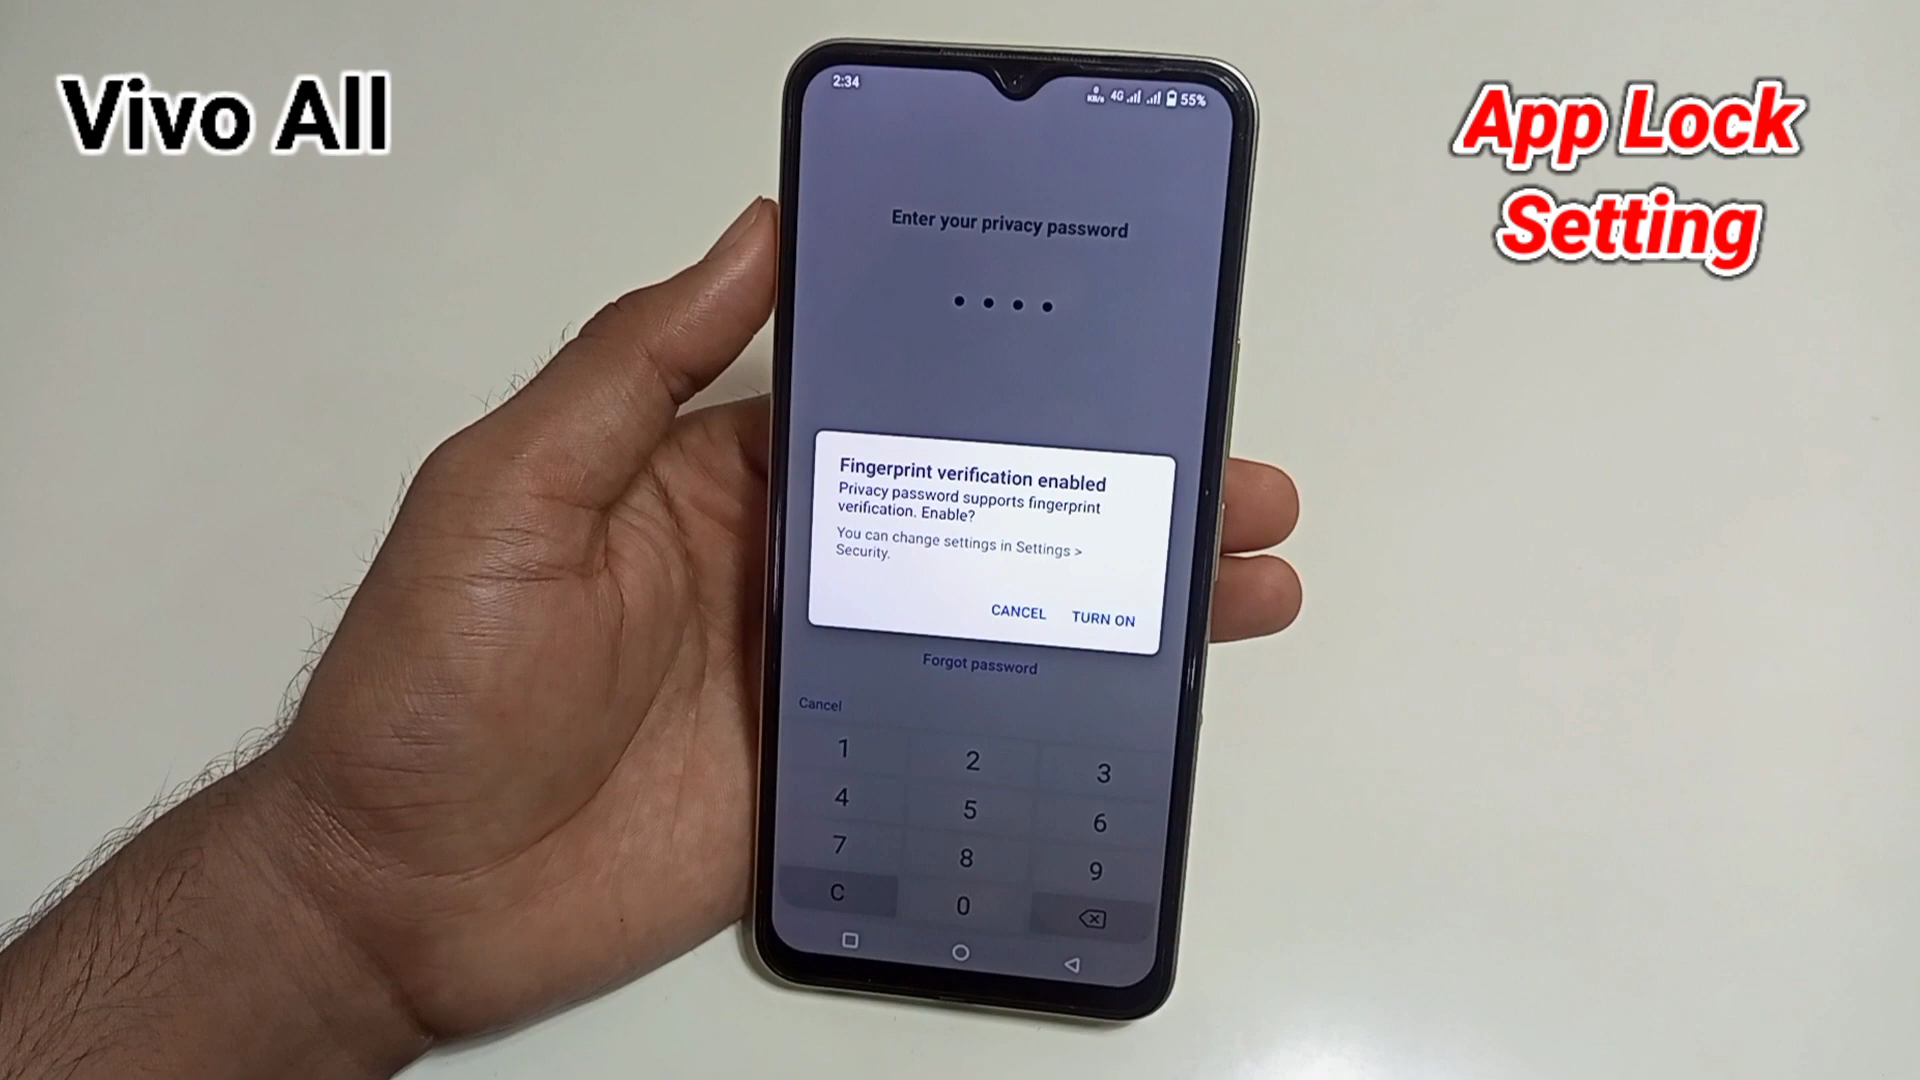 Vivo All
App Lock
Setting
2:34
0
KB/s 4G 55%
Enter your privacy password
Fingerprint verification enabled
Privacy password supports fingerprint
verification. Enable?
You can change settings in Settings >
Security.
CANCEL TURN ON
Forgot password
Cancel
1 2 3
4 5 6
7 8 9
C 0